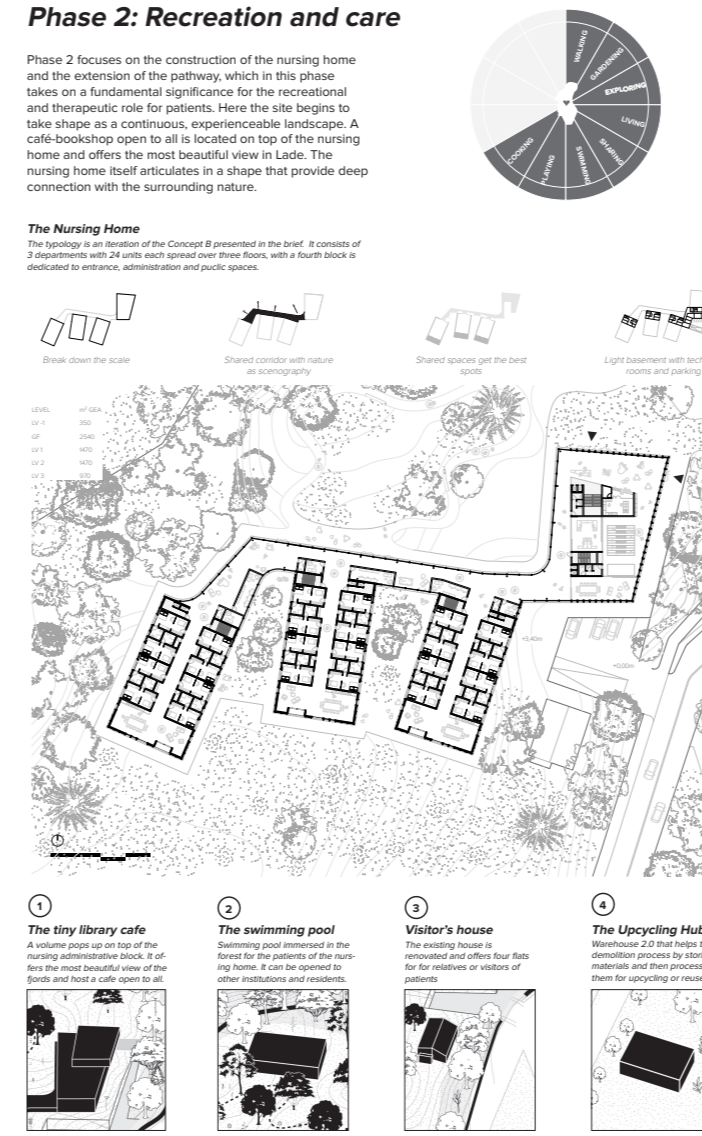 Phase 2: Recreation and care
Phase 2 focuses on the construction of the nursing home
and the extension of the pathway, which in this phase
takes on a fundamental significance for the recreational
and therapeutic role for patients. Here the site begins to
take shape as a continuous, experienceable landscape. A
café-bookshop open to all is located on top of the nursing
home and offers the most beautiful view in Lade. The
nursing home itself articulates in a shape that provide deep
connection with the surrounding nature.
WALKING
GARDENING
EXPLORING
LIVING
SHARING
SWIMMING
PLAYING
COOKING
The Nursing Home
The typology is an iteration of the Concept B presented in the brief. It consists of
3 departments with 24 units each spread over three floors, with a fourth block is
dedicated to entrance, administration and puclic spaces.
Break down the scale
Shared corridor with nature
as scenography
Shared spaces get the best
spots
Light basement with tech
rooms and parking
LEVEL m² GEA
LV -1 350
GF 2540
LV 1 1470
LV 2 1470
LV 3 970
+3,40m
+0,00m
1
The tiny library cafe
A volume pops up on top of the
nursing administrative block. It of-
fers the most beautiful view of the
fjords and host a cafe open to all.
2
The swimming pool
Swimming pool immersed in the
forest for the patients of the nurs-
ing home. It can be opened to
other institutions and residents.
3
Visitor's house
The existing house is
renovated and offers four flats
for for relatives or visitors of
patients
4
The Upcycling Hub
Warehouse 2.0 that helps
demolition process by
materials and then
them for upcycling or